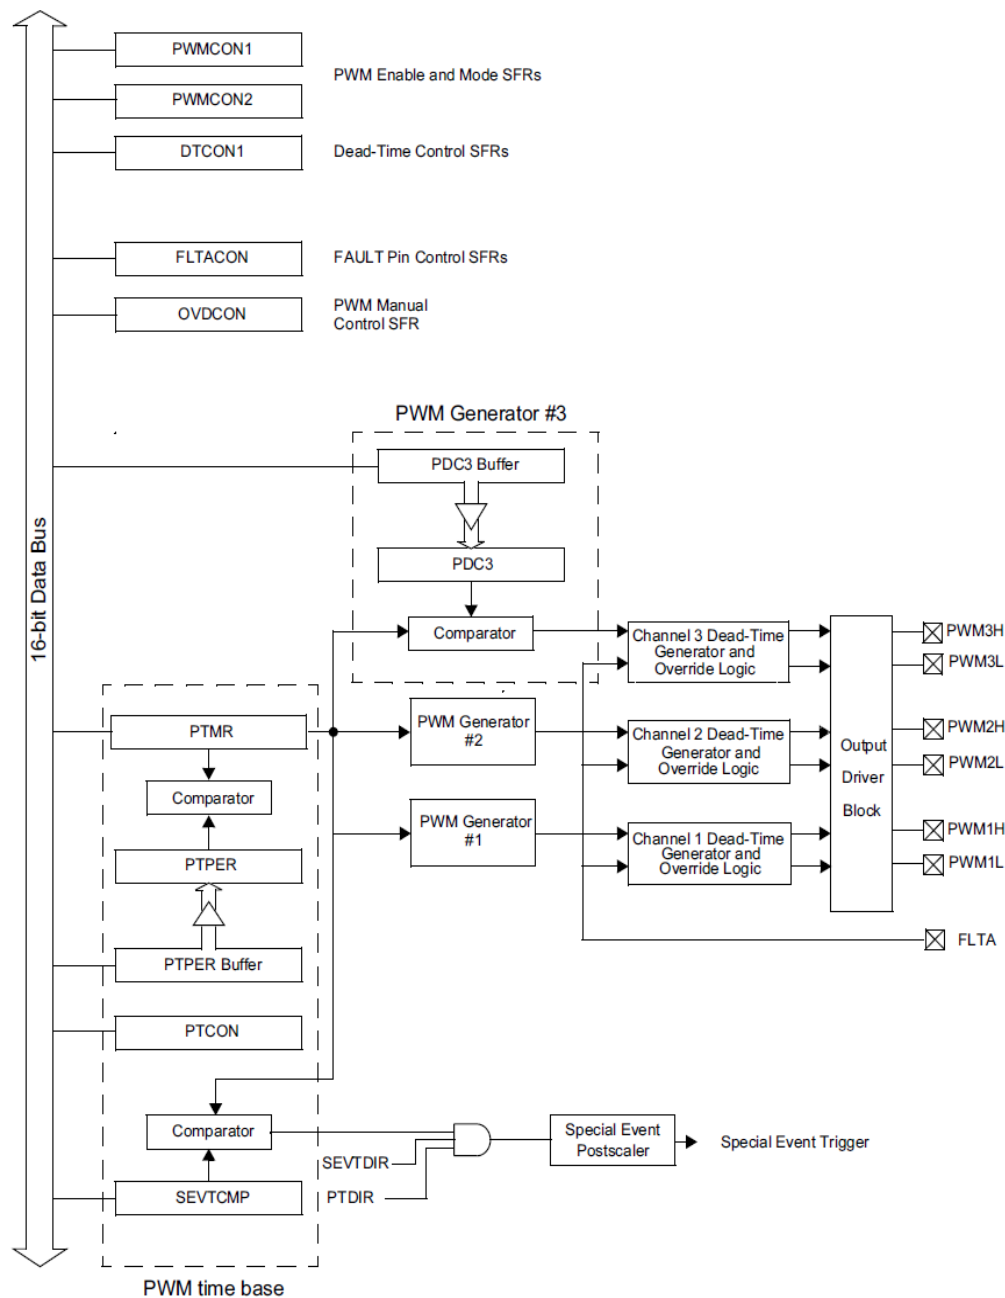 PWMCON1
PWM Enable and Mode SFRs
PWMCON2
DTCON1
Dead-Time Control SFRs
FLTACON
FAULT Pin Control SFRs
OVDCON
PWM Manual
Control SFR
PWM Generator #3
PDC3 Buffer
PDC3
Comparator
16-bit Data Bus
Channel 3 Dead-Time
Generator and
Override Logic
PWM3H
PWM3L
PTMR
PWM Generator
#2
Channel 2 Dead-Time
Generator and
Override Logic
Output
Driver
Block
PWM2H
PWM2L
Comparator
PWM Generator
#1
Channel 1 Dead-Time
Generator and
Override Logic
PWM1H
PWM1L
PTPER
FLTA
PTPER Buffer
PTCON
Comparator
SEVTDIR
PTDIR
Special Event
Postscaler
Special Event Trigger
SEVTCMP
PWM time base